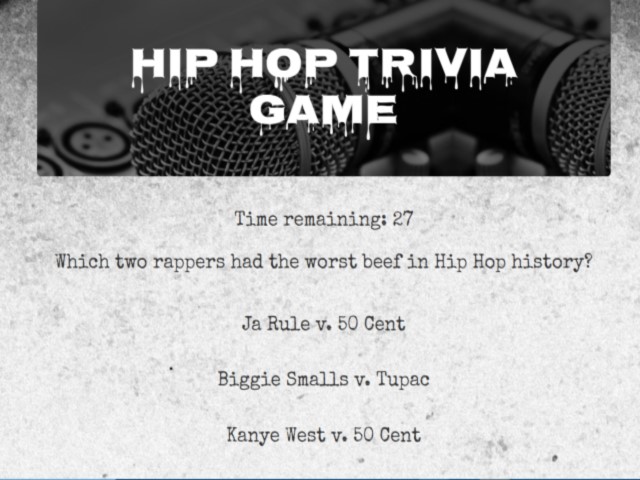 HIP HOP TRIVIA
GAME
Time remaining: 27
Which two rappers had the worst beef in Hip Hop history?
Ja Rule v. 50 Cent
Biggie Smalls v. Tupac
Kanye West v. 50 Cent